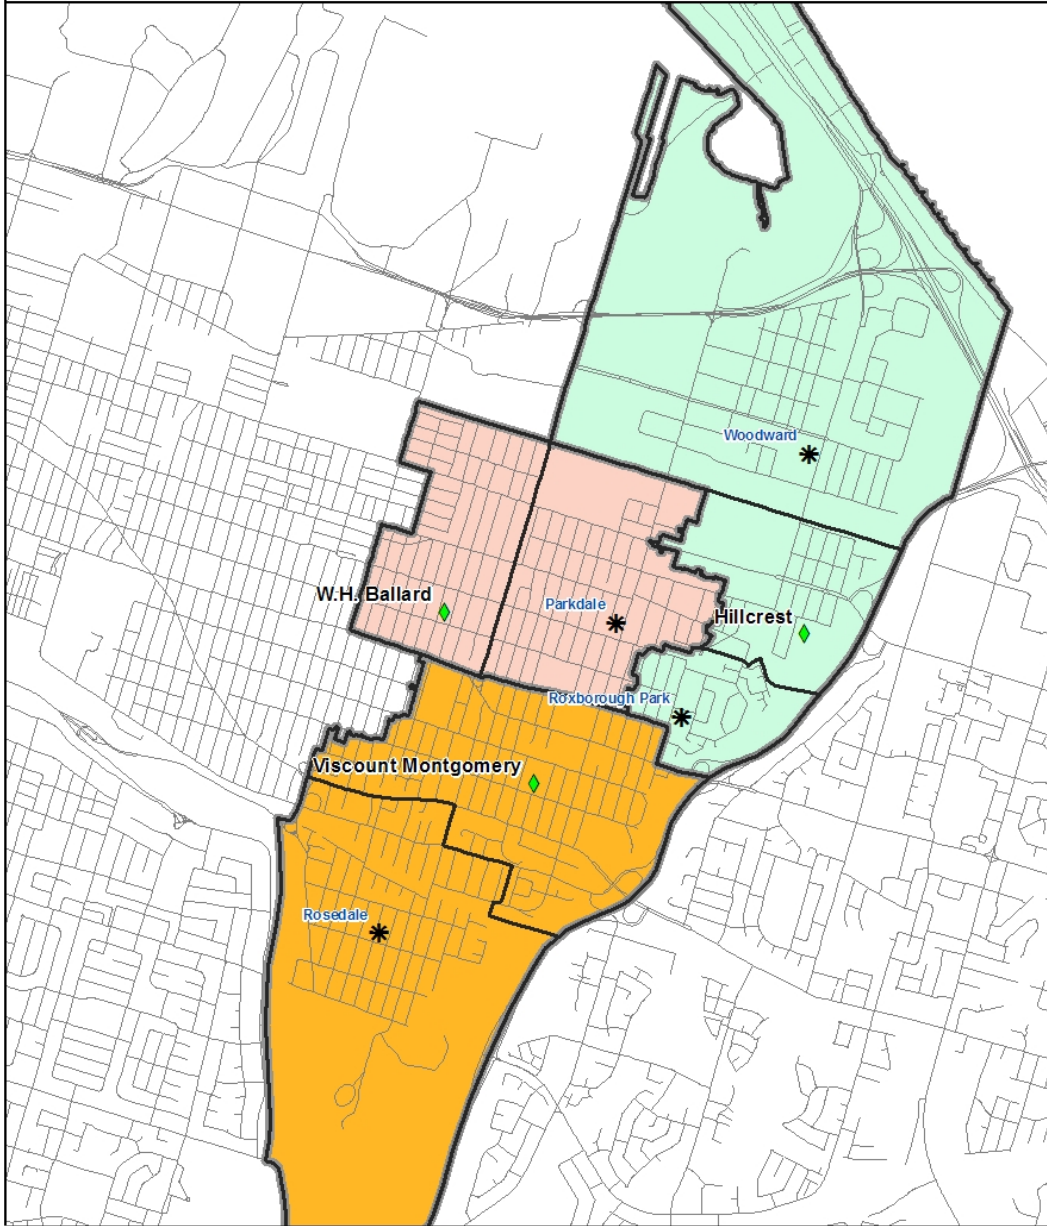 Woodward
W.H. Ballard
Parkdale
Hillcrest
Roxborough Park
Viscount Montgomery
Rosedale